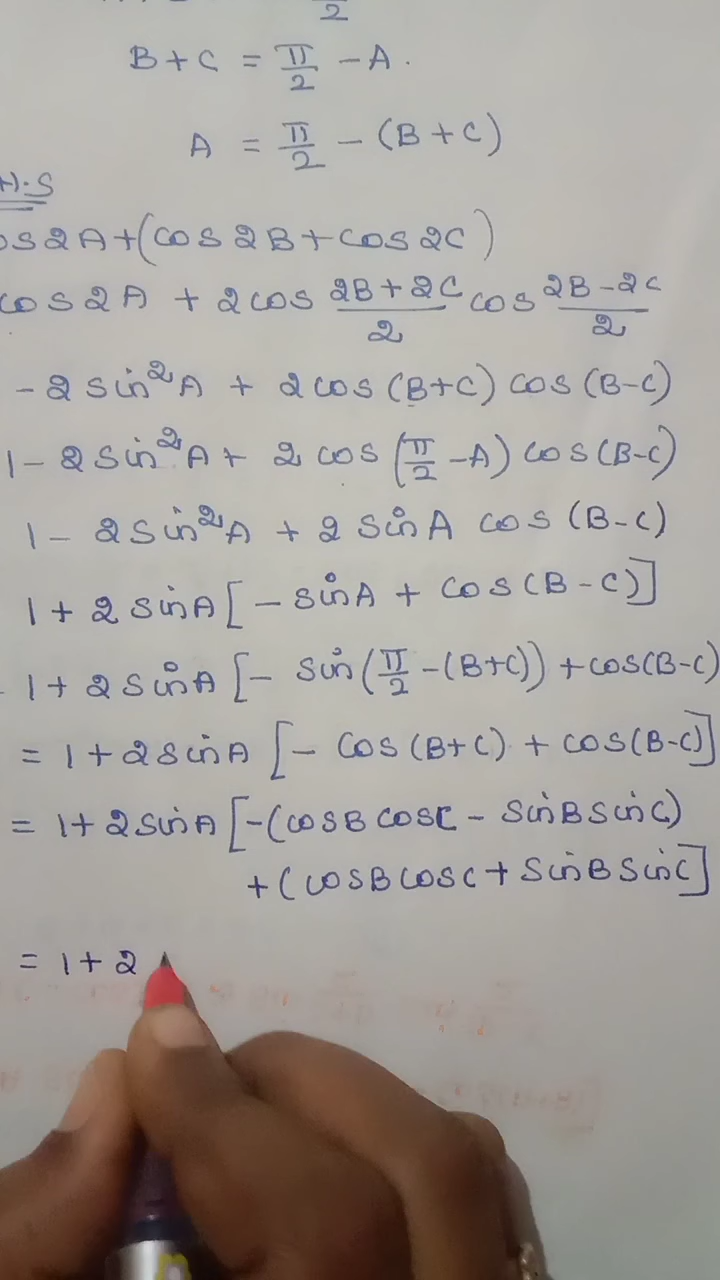 2
B + C = π/2 - A.
A = π/2 - (B + C)
H.S
os 2A + (cos 2B + cos 2C)
cos 2A + 2 cos (2B + 2C)/2 cos (2B - 2C)/2
- 2 sin²A + 2 cos (B+C) cos (B-C)
1 - 2 sin²A + 2 cos (π/2 - A) cos (B-C)
1 - 2 sin²A + 2 sin A cos (B-C)
1 + 2 sin A [- sin A + cos (B-C)]
1 + 2 sin A [- sin (π/2 - (B+C)) + cos (B-C)
= 1 + 2 sin A [- cos (B+C) + cos (B-C)]
= 1 + 2 sin A [- (cos B cos C - sin B sin C)
+ (cos B cos C + sin B sin C]
= 1 + 2